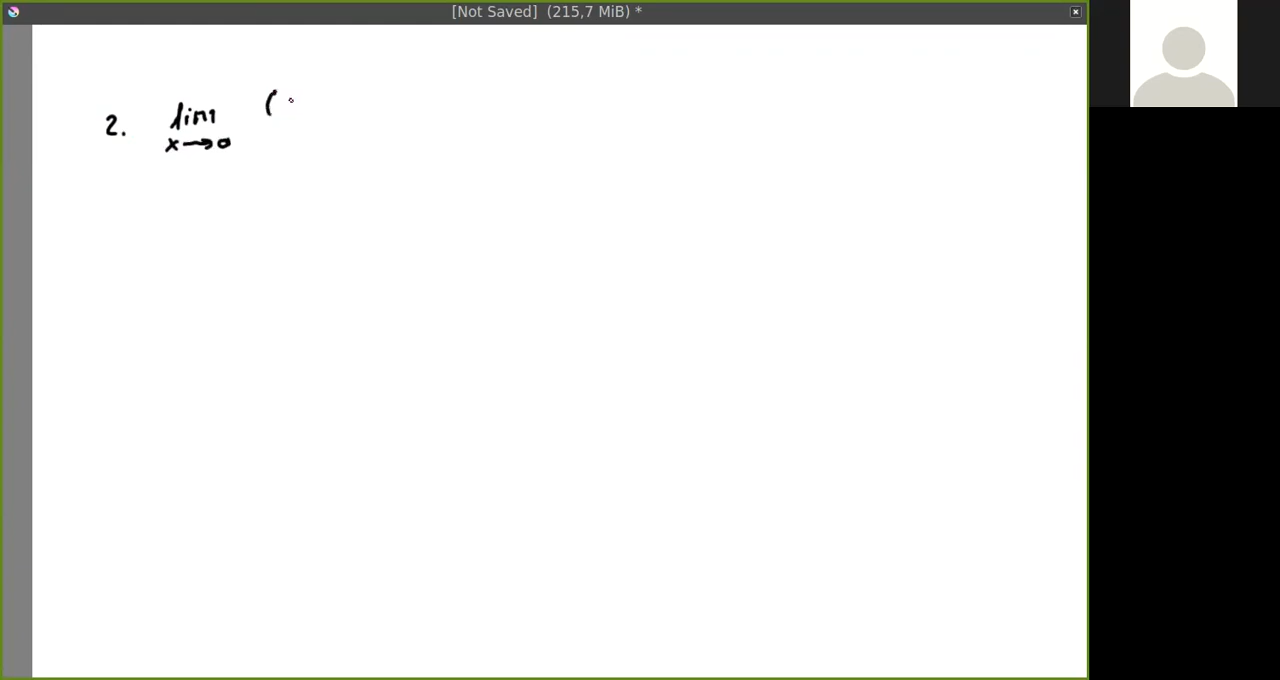 [Not Saved] (215,7 MiB) *
2. lim (
x→0